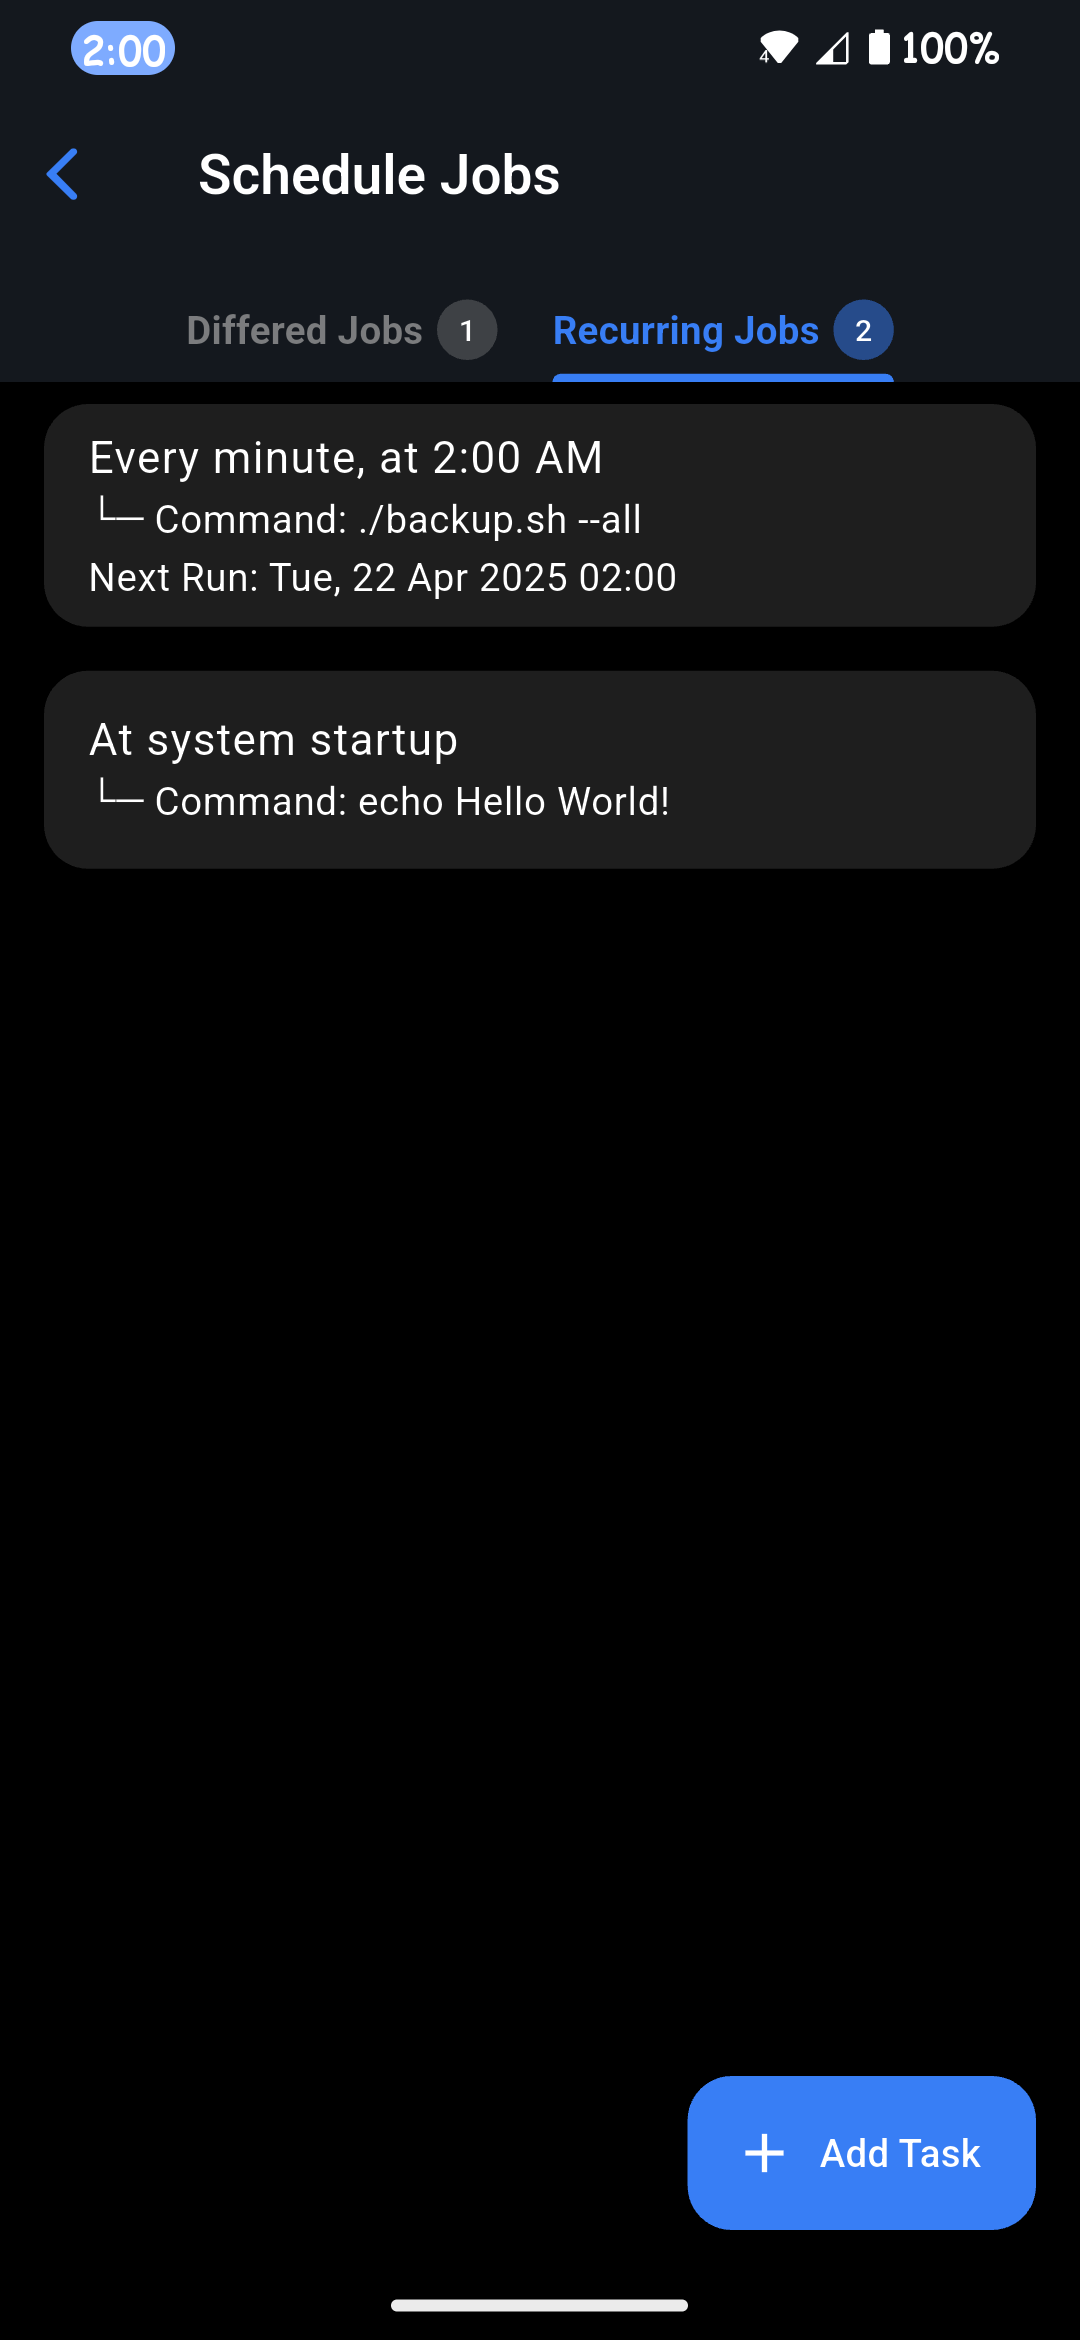 2:00
4 100%
Schedule Jobs
Differed Jobs 1 Recurring Jobs 2
Every minute, at 2:00 AM
└─ Command: ./backup.sh --all
Next Run: Tue, 22 Apr 2025 02:00
At system startup
└─ Command: echo Hello World!
+ Add Task